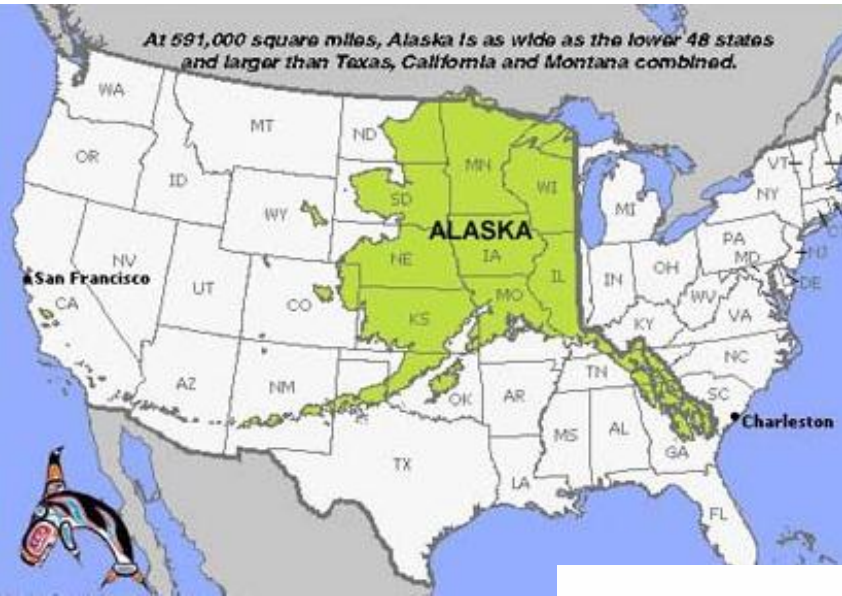 At 591,000 square miles, Alaska is as wide as the lower 48 states
and larger than Texas, California and Montana combined.
WA
MT
ND
MN
OR
ID
VT
WI
SD
NY
WY
MI
ALASKA
PA
NV
NE
IA
MD
NJ
San Francisco
IL
IN
OH
DE
UT
CO
MO
WV
CA
VA
KS
KY
NC
AZ
NM
TN
OK
AR
SC
Charleston
MS
AL
GA
TX
LA
FL